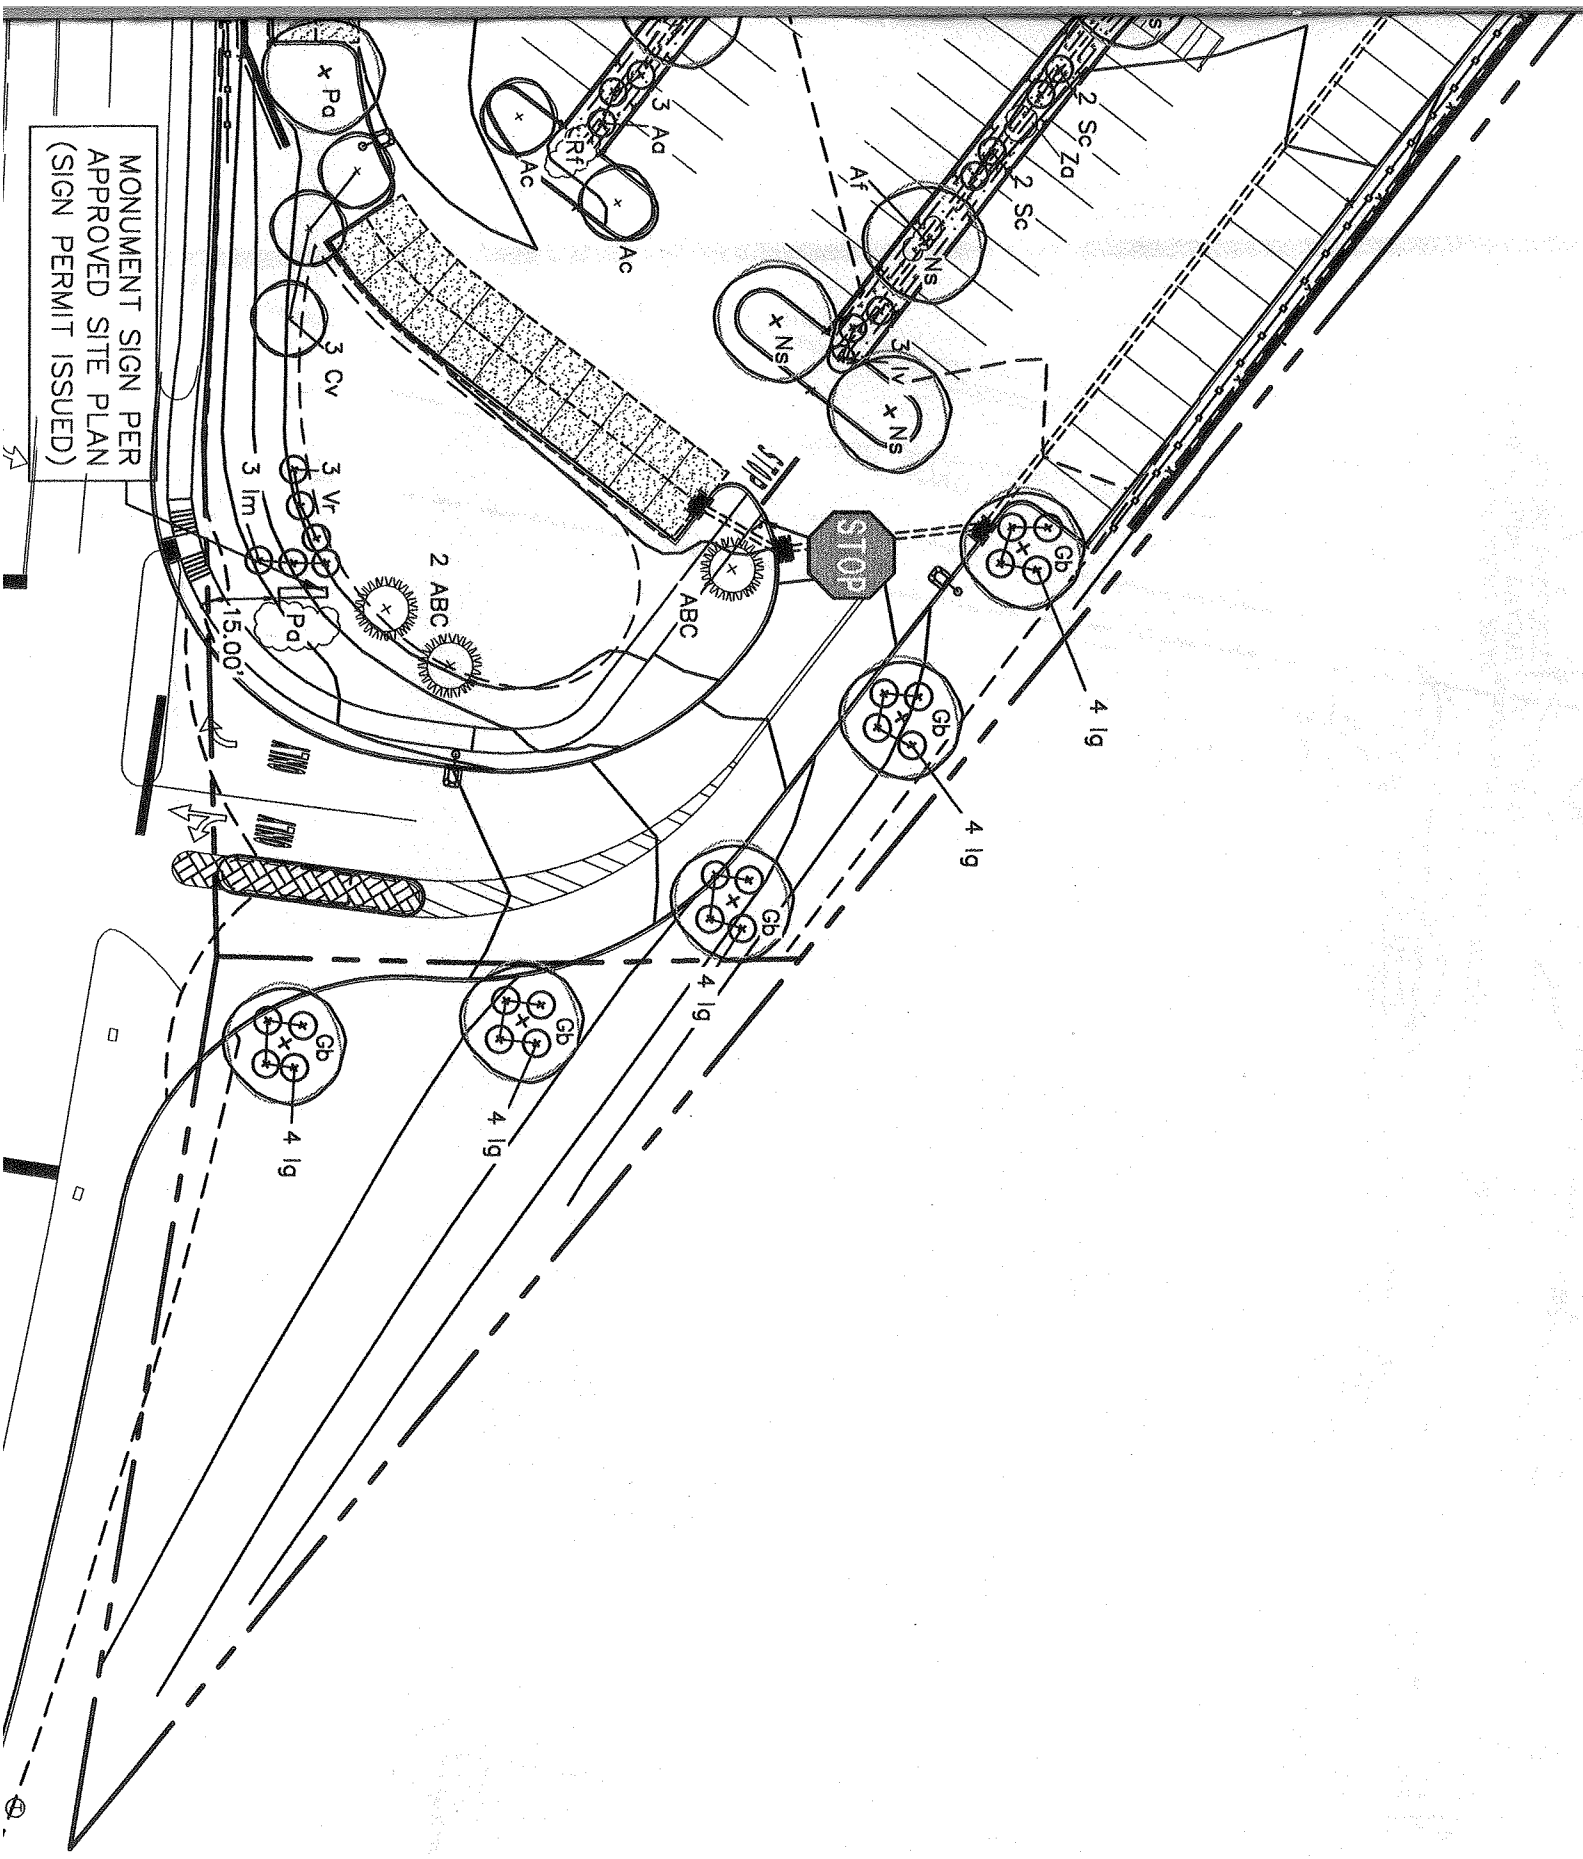 Pa
Ac
3 Aa
Rf
Ac
2 Sc
Za
2 Sc
Af
Ns
Ns
3 Iv
Ns
MONUMENT SIGN PER
APPROVED SITE PLAN
(SIGN PERMIT ISSUED)
3 Cv
3 Vr
3 Im
2 ABC
ABC
Pa
15.00'
STOP
STOP
Gb
4 Ig
Gb
4 Ig
Gb
4 Ig
Gb
4 Ig
Gb
4 Ig
ONLY
ONLY